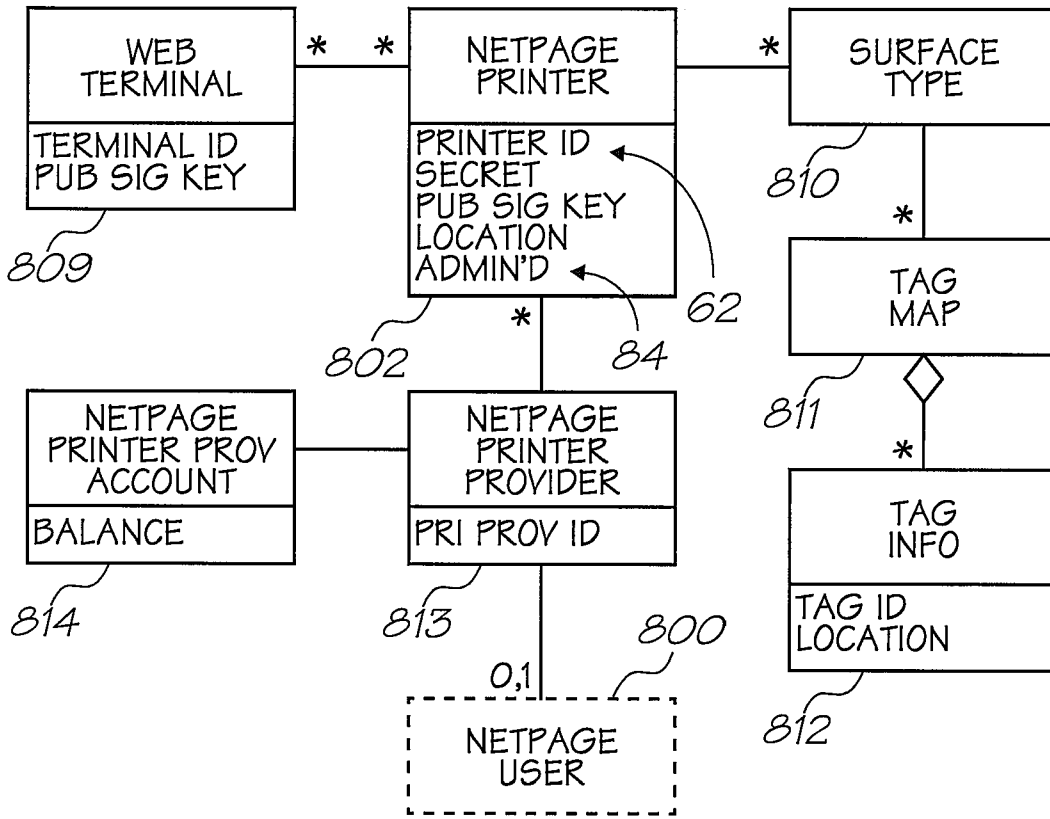 WEB
TERMINAL
TERMINAL ID
PUB SIG KEY
809
*
*
NETPAGE
PRINTER
PRINTER ID
SECRET
PUB SIG KEY
LOCATION
ADMIN'D
802
62
84
*
*
SURFACE
TYPE
810
*
TAG
MAP
811
*
TAG
INFO
TAG ID
LOCATION
812
NETPAGE
PRINTER PROV
ACCOUNT
BALANCE
814
NETPAGE
PRINTER
PROVIDER
PRI PROV ID
813
0,1
800
NETPAGE
USER